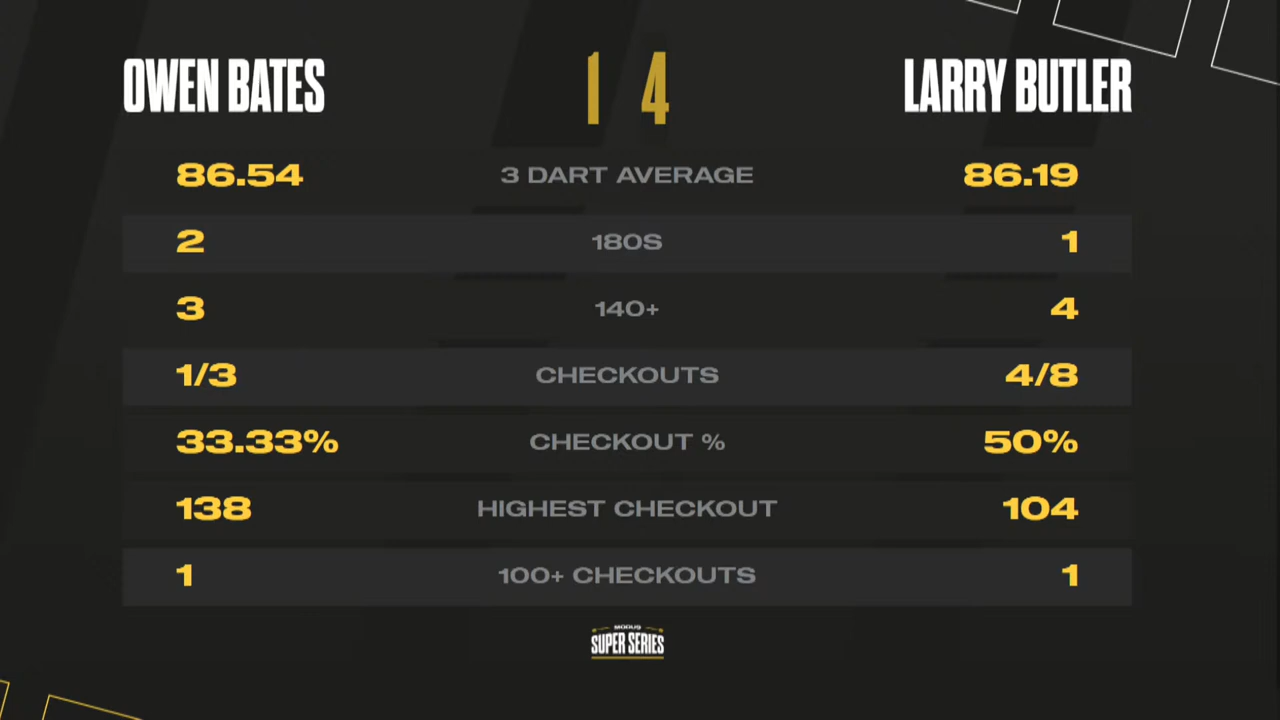 OWEN BATES 1 4 LARRY BUTLER
86.54 3 DART AVERAGE 86.19
2 180S 1
3 140+ 4
1/3 CHECKOUTS 4/8
33.33% CHECKOUT % 50%
138 HIGHEST CHECKOUT 104
1 100+ CHECKOUTS 1
MODUS
SUPER SERIES